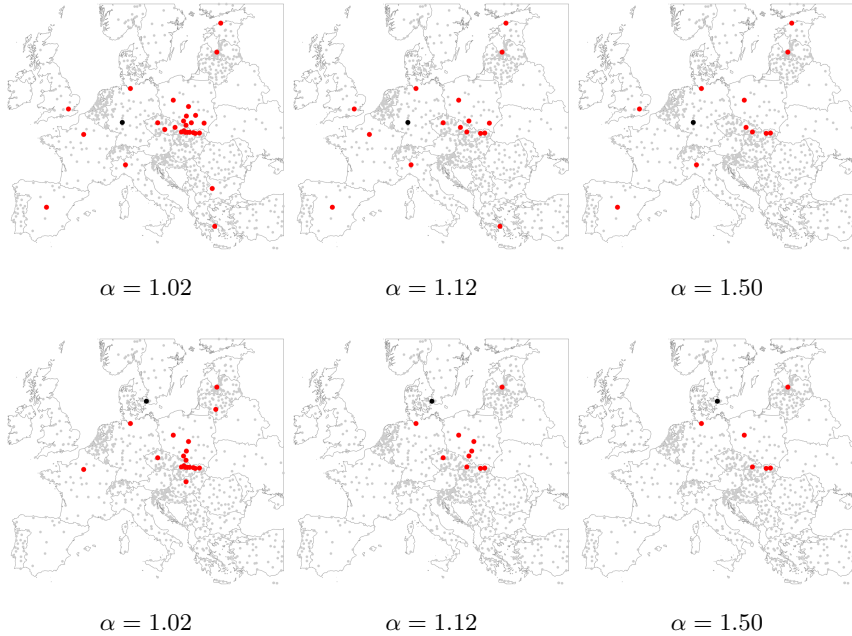 α = 1.02 α = 1.12 α = 1.50
α = 1.02 α = 1.12 α = 1.50